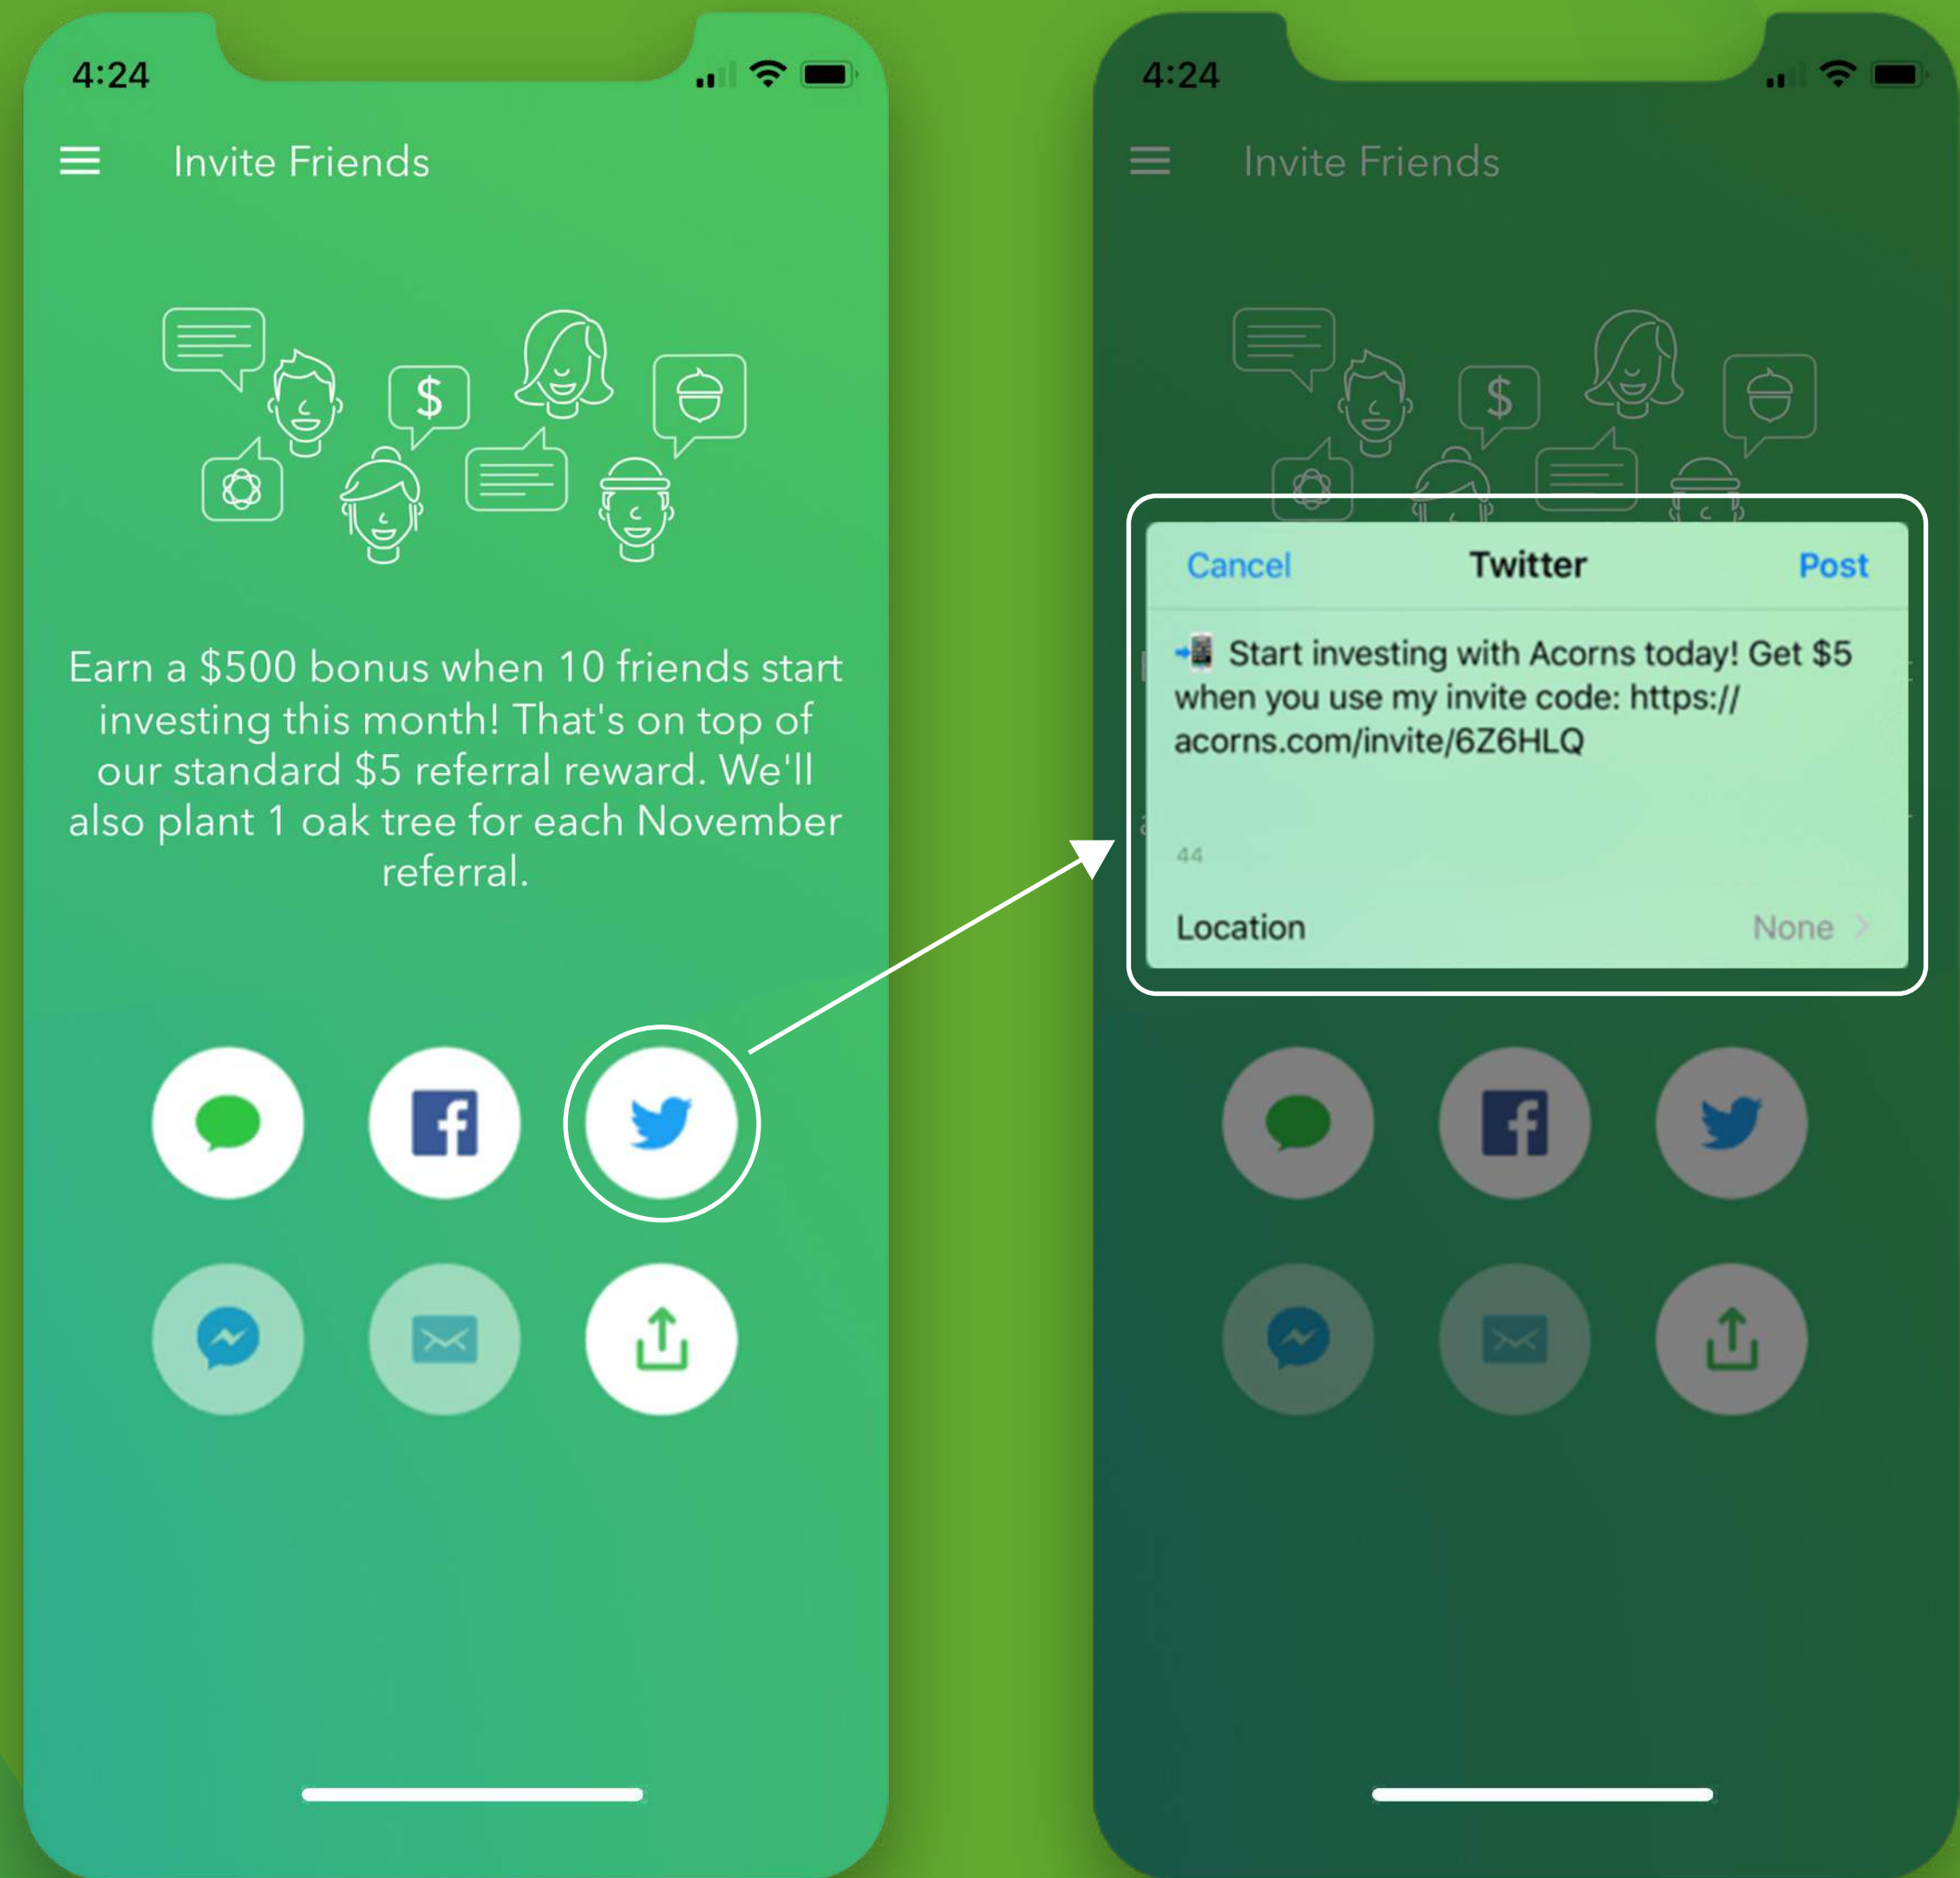 4:24
Invite Friends
$
Earn a $500 bonus when 10 friends start
investing this month! That's on top of
our standard $5 referral reward. We'll
also plant 1 oak tree for each November
referral.
4:24
Invite Friends
$
Cancel Twitter Post
📲 Start investing with Acorns today! Get $5
when you use my invite code: https://
acorns.com/invite/6Z6HLQ
44
Location None >